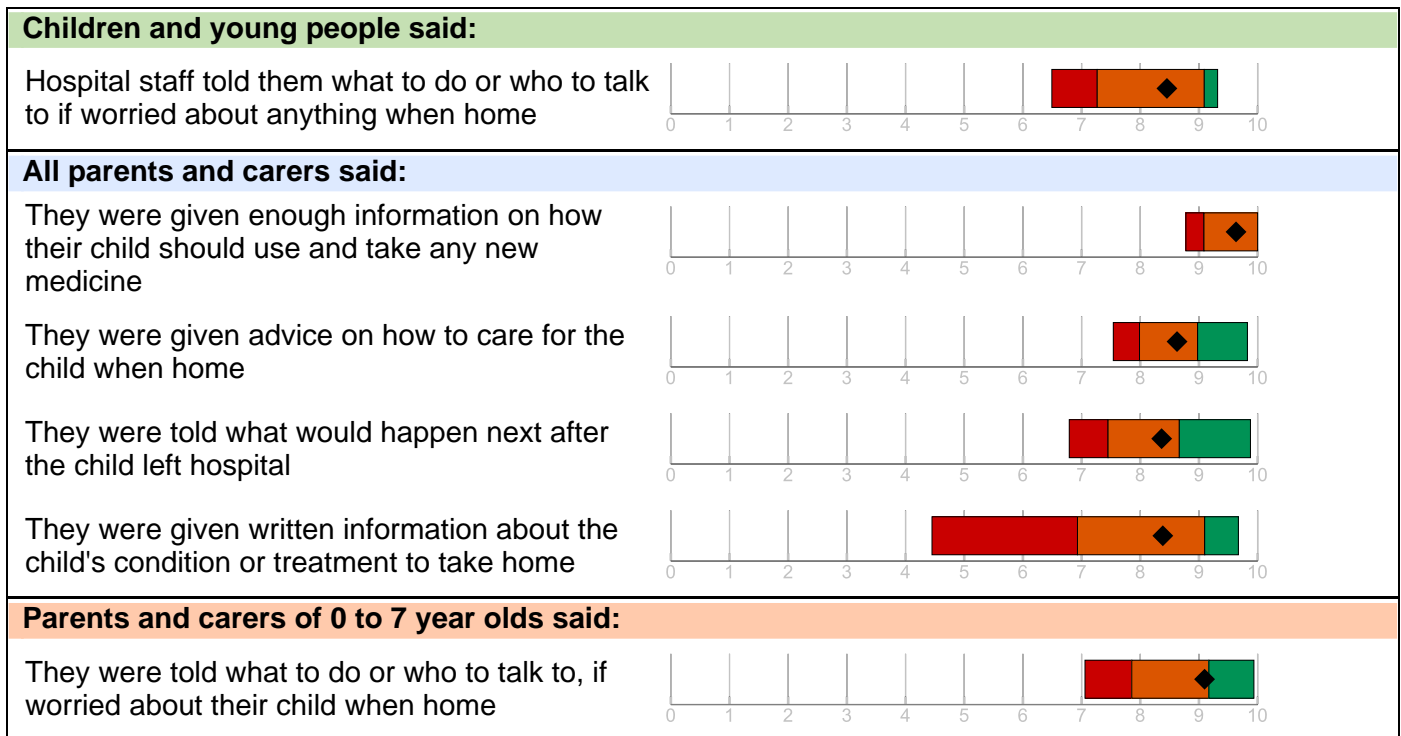 Children and young people said:
Hospital staff told them what to do or who to talk
to if worried about anything when home
0 1 2 3 4 5 6 7 8 9 10
All parents and carers said:
They were given enough information on how
their child should use and take any new
medicine
0 1 2 3 4 5 6 7 8 9 10
They were given advice on how to care for the
child when home
0 1 2 3 4 5 6 7 8 9 10
They were told what would happen next after
the child left hospital
0 1 2 3 4 5 6 7 8 9 10
They were given written information about the
child's condition or treatment to take home
0 1 2 3 4 5 6 7 8 9 10
Parents and carers of 0 to 7 year olds said:
They were told what to do or who to talk to, if
worried about their child when home
0 1 2 3 4 5 6 7 8 9 10